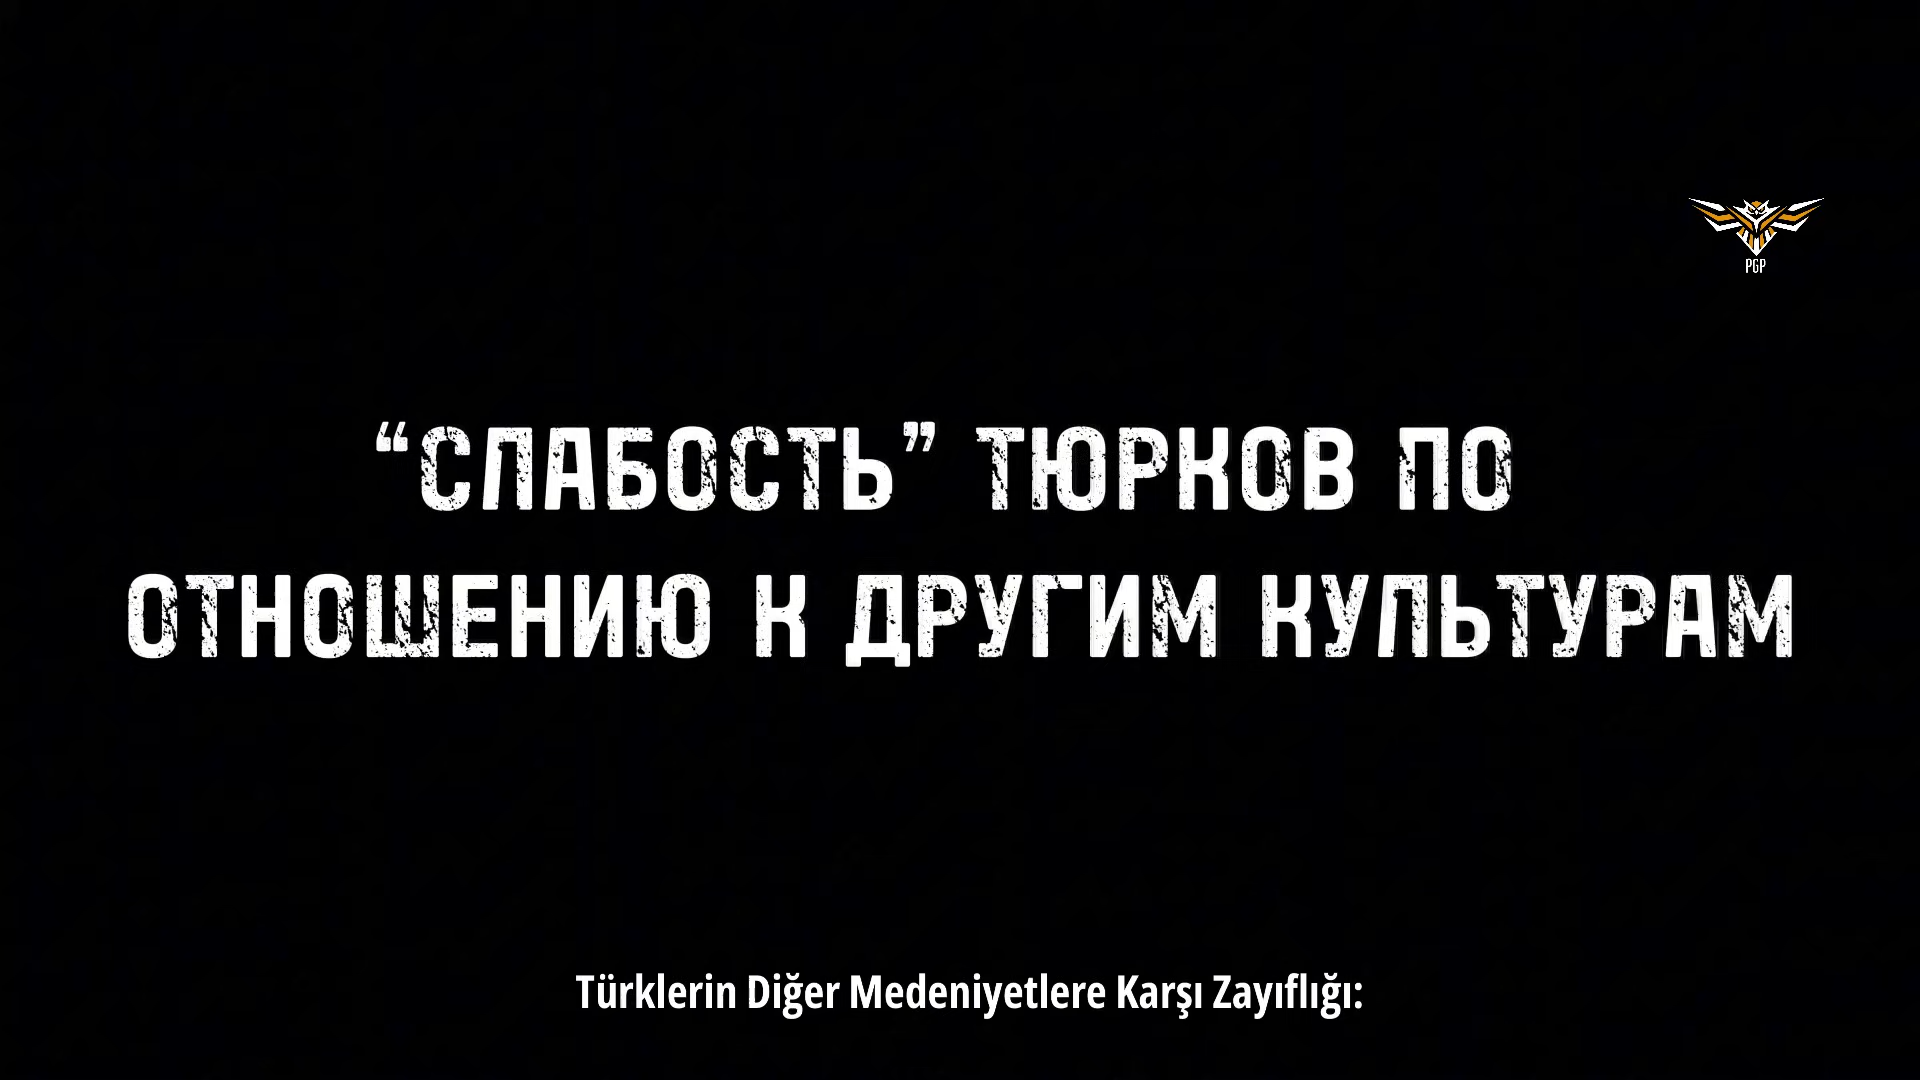 PGP
“СЛАБОСТЬ” ТЮРКОВ ПО
ОТНОШЕНИЮ К ДРУГИМ КУЛЬТУРАМ
Türklerin Diğer Medeniyetlere Karşı Zayıflığı: